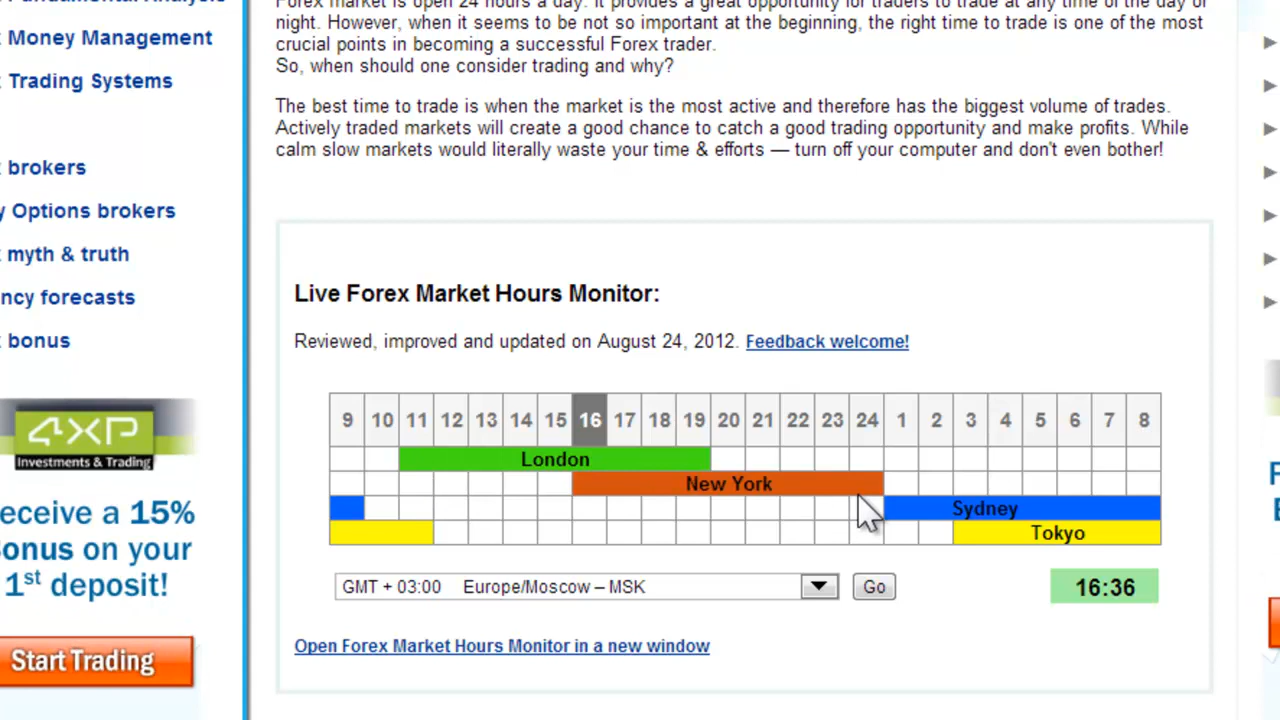 Fundamental Analysis
Money Management
Trading Systems
brokers
Options brokers
myth & truth
ncy forecasts
bonus
4XP
Investments & Trading
eceive a 15%
onus on your
1st deposit!
Start Trading
Forex market is open 24 hours a day. It provides a great opportunity for traders to trade at any time of the day or
night. However, when it seems to be not so important at the beginning, the right time to trade is one of the most
crucial points in becoming a successful Forex trader.
So, when should one consider trading and why?
The best time to trade is when the market is the most active and therefore has the biggest volume of trades.
Actively traded markets will create a good chance to catch a good trading opportunity and make profits. While
calm slow markets would literally waste your time & efforts — turn off your computer and don't even bother!
Live Forex Market Hours Monitor:
Reviewed, improved and updated on August 24, 2012. Feedback welcome!
9 10 11 12 13 14 15 16 17 18 19 20 21 22 23 24 1 2 3 4 5 6 7 8
London
New York
Sydney
Tokyo
GMT + 03:00 Europe/Moscow – MSK Go 16:36
Open Forex Market Hours Monitor in a new window